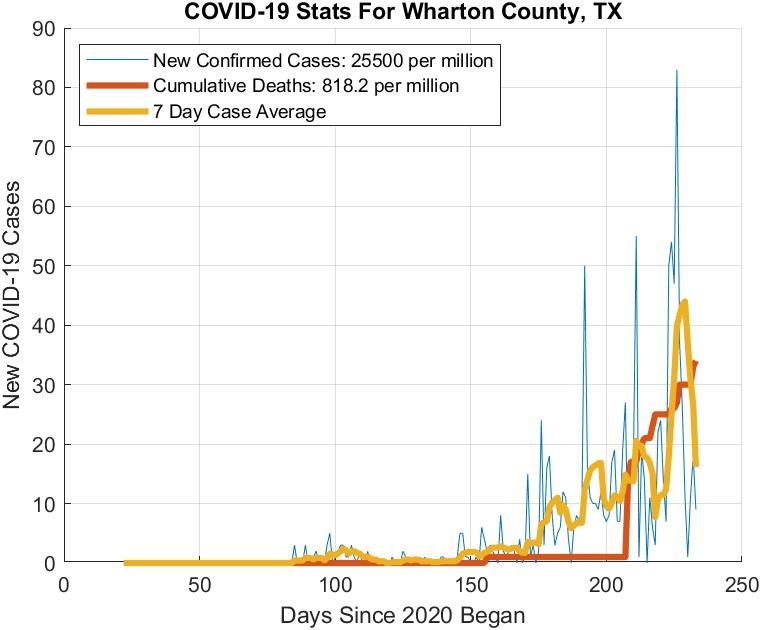 COVID-19 Stats For Wharton County, TX
New Confirmed Cases: 25500 per million
Cumulative Deaths: 818.2 per million
7 Day Case Average
New COVID-19 Cases
90
80
70
60
50
40
30
20
10
0
0 50 100 150 200 250
Days Since 2020 Began